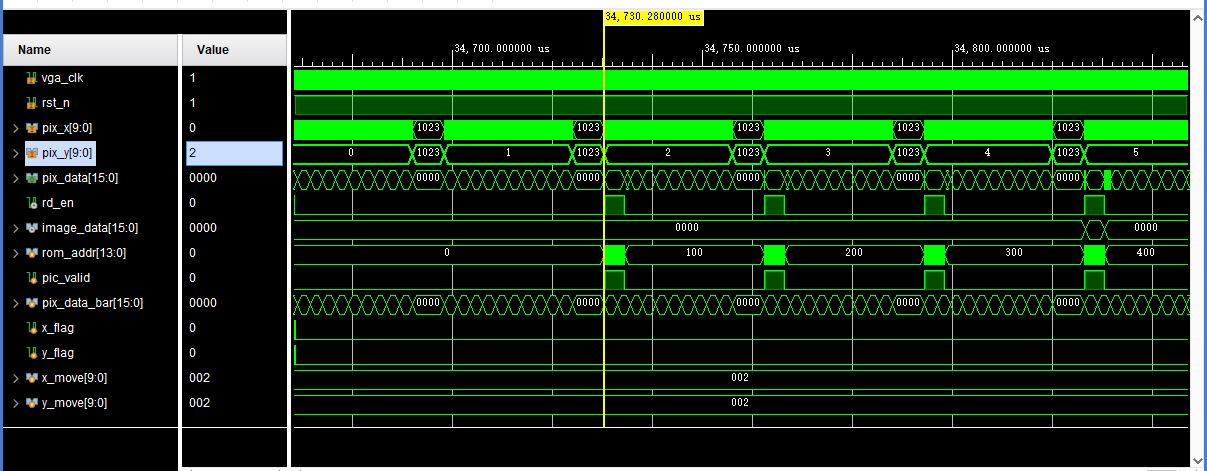 34,730.280000 us
Name Value
34,700.000000 us 34,750.000000 us 34,800.000000 us
vga_clk 1
rst_n 1
pix_x[9:0] 0 1023 1023 1023 1023 1023
pix_y[9:0] 2 0 1023 1 1023 2 1023 3 1023 4 1023 5
pix_data[15:0] 0000 0000 0000 0000 0000 0000
rd_en 0
image_data[15:0] 0000 0000 0000
rom_addr[13:0] 0 0 100 200 300 400
pic_valid 0
pix_data_bar[15:0] 0000 0000 0000 0000 0000 0000
x_flag 0
y_flag 0
x_move[9:0] 002 002
y_move[9:0] 002 002